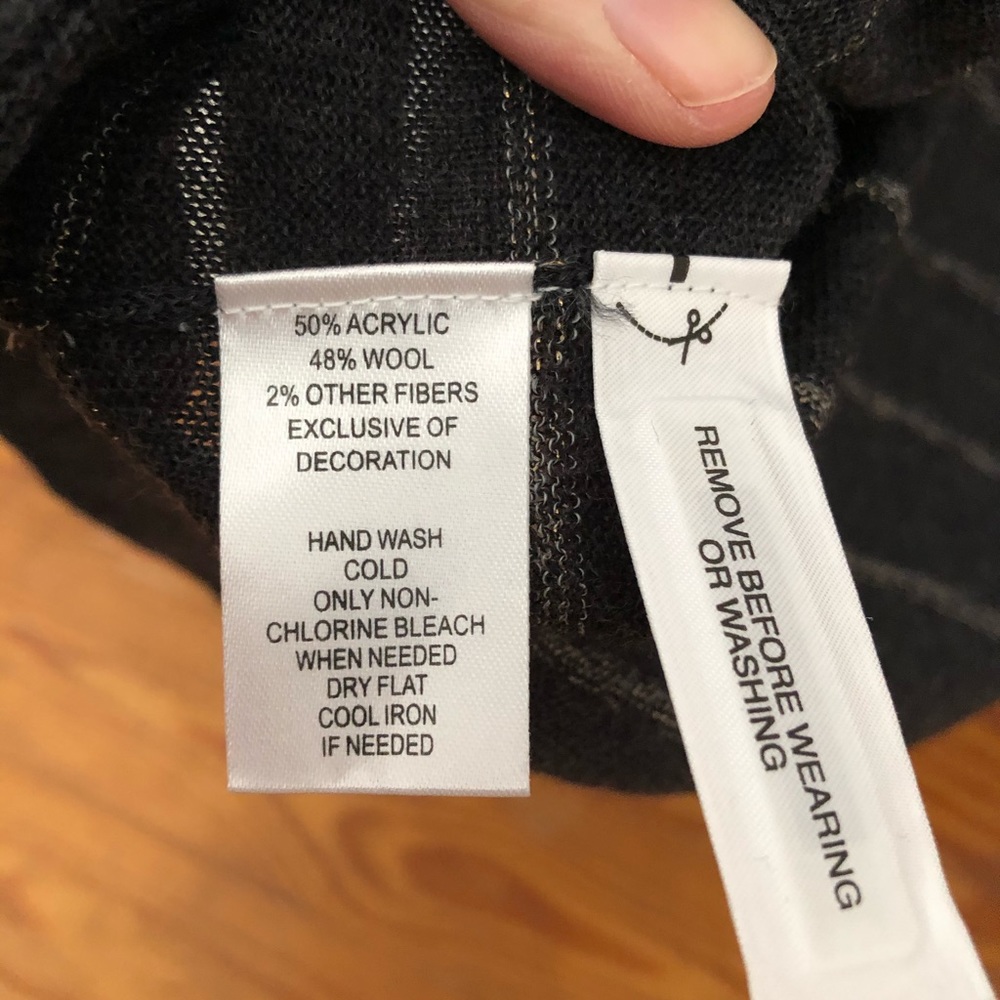 50% ACRYLIC
48% WOOL
2% OTHER FIBERS
EXCLUSIVE OF
DECORATION
HAND WASH
COLD
ONLY NON-
CHLORINE BLEACH
WHEN NEEDED
DRY FLAT
COOL IRON
IF NEEDED
REMOVE BEFORE WEARING
OR WASHING